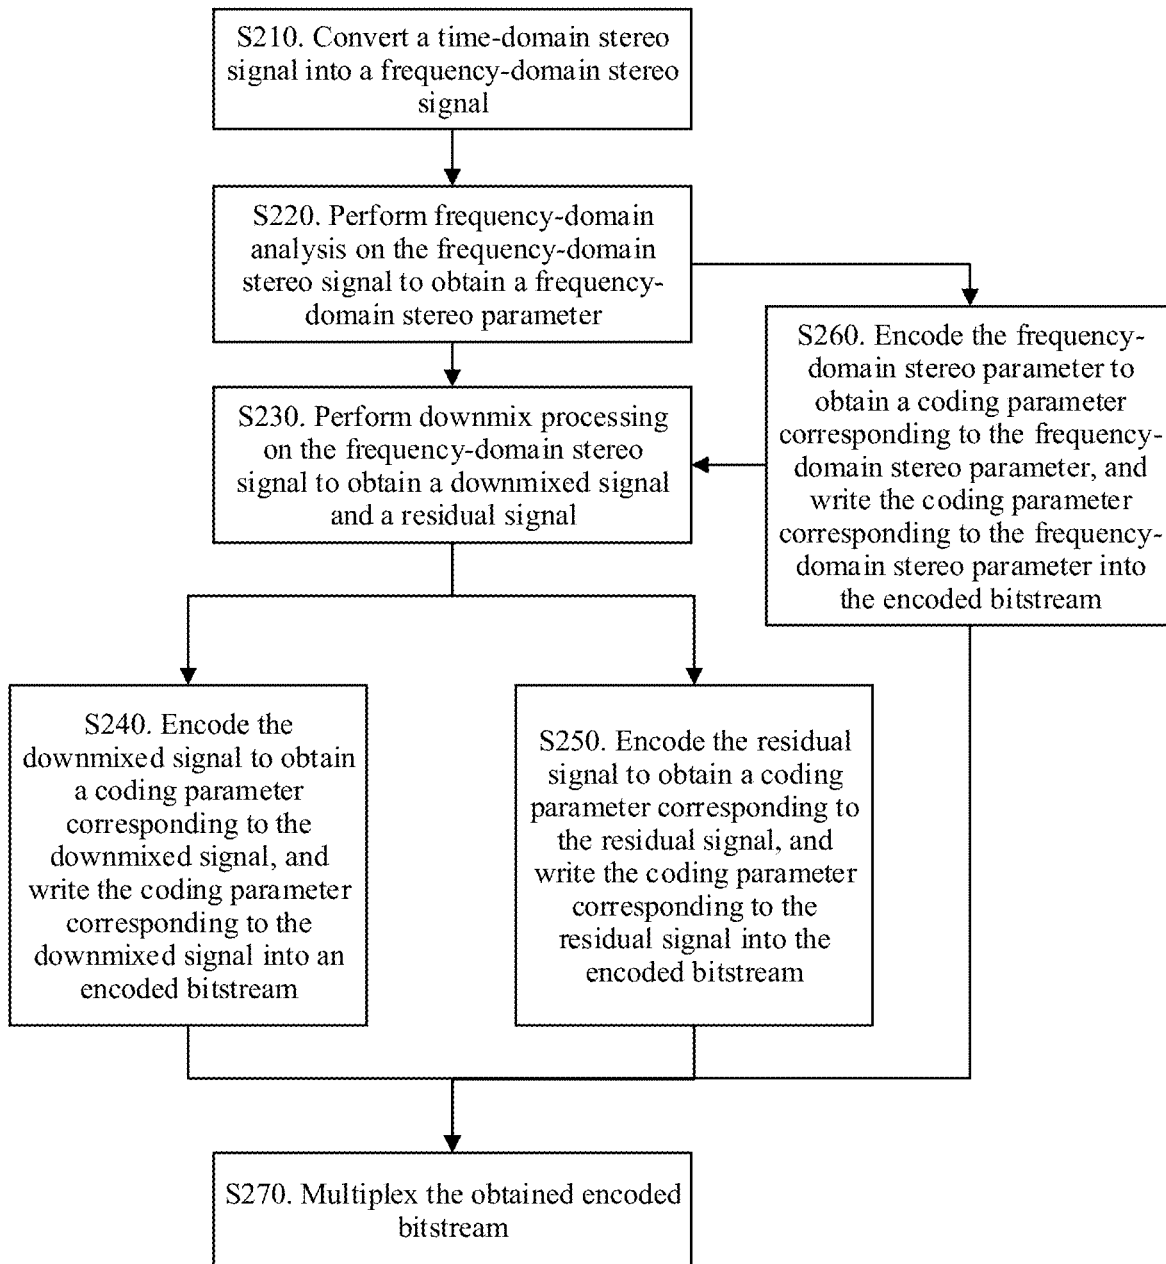 S210. Convert a time-domain stereo
signal into a frequency-domain stereo
signal
S220. Perform frequency-domain
analysis on the frequency-domain
stereo signal to obtain a frequency-
domain stereo parameter
S260. Encode the frequency-
domain stereo parameter to
obtain a coding parameter
corresponding to the frequency-
domain stereo parameter, and
write the coding parameter
corresponding to the frequency-
domain stereo parameter into
the encoded bitstream
S230. Perform downmix processing
on the frequency-domain stereo
signal to obtain a downmixed signal
and a residual signal
S240. Encode the
downmixed signal to obtain
a coding parameter
corresponding to the
downmixed signal, and
write the coding parameter
corresponding to the
downmixed signal into an
encoded bitstream
S250. Encode the residual
signal to obtain a coding
parameter corresponding to
the residual signal, and
write the coding parameter
corresponding to the
residual signal into the
encoded bitstream
S270. Multiplex the obtained encoded
bitstream